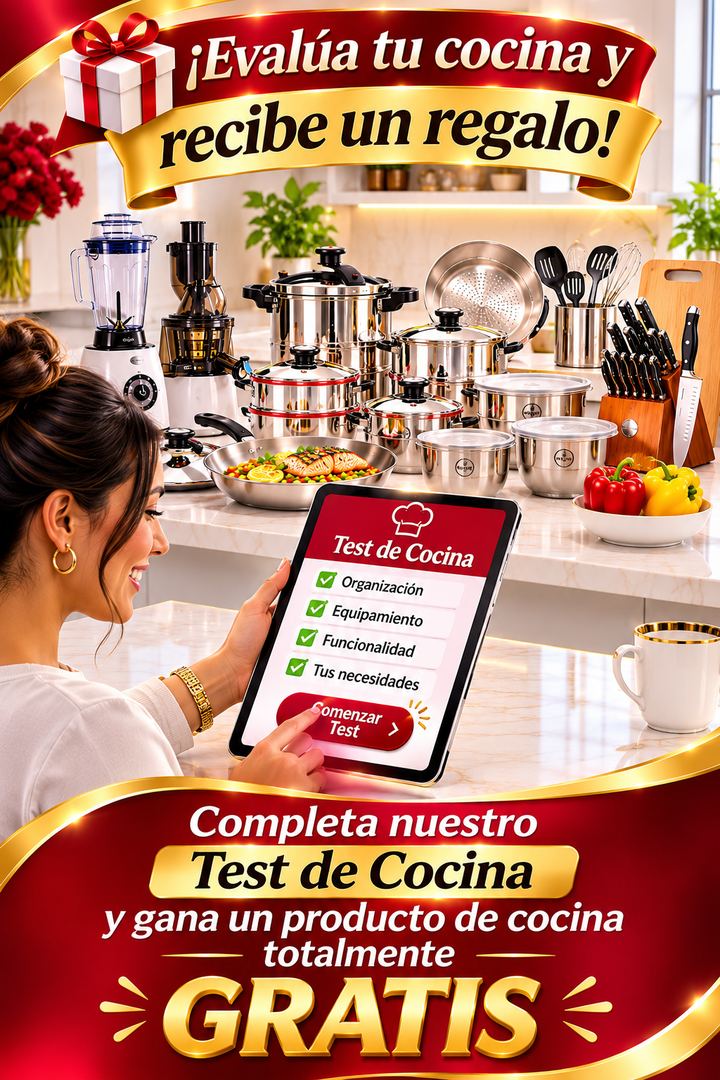 ¡Evalúa tu cocina y
recibe un regalo!
Test de Cocina
Organización
Equipamiento
Funcionalidad
Tus necesidades
Comenzar
Test
Completa nuestro
Test de Cocina
y gana un producto de cocina
totalmente
GRATIS